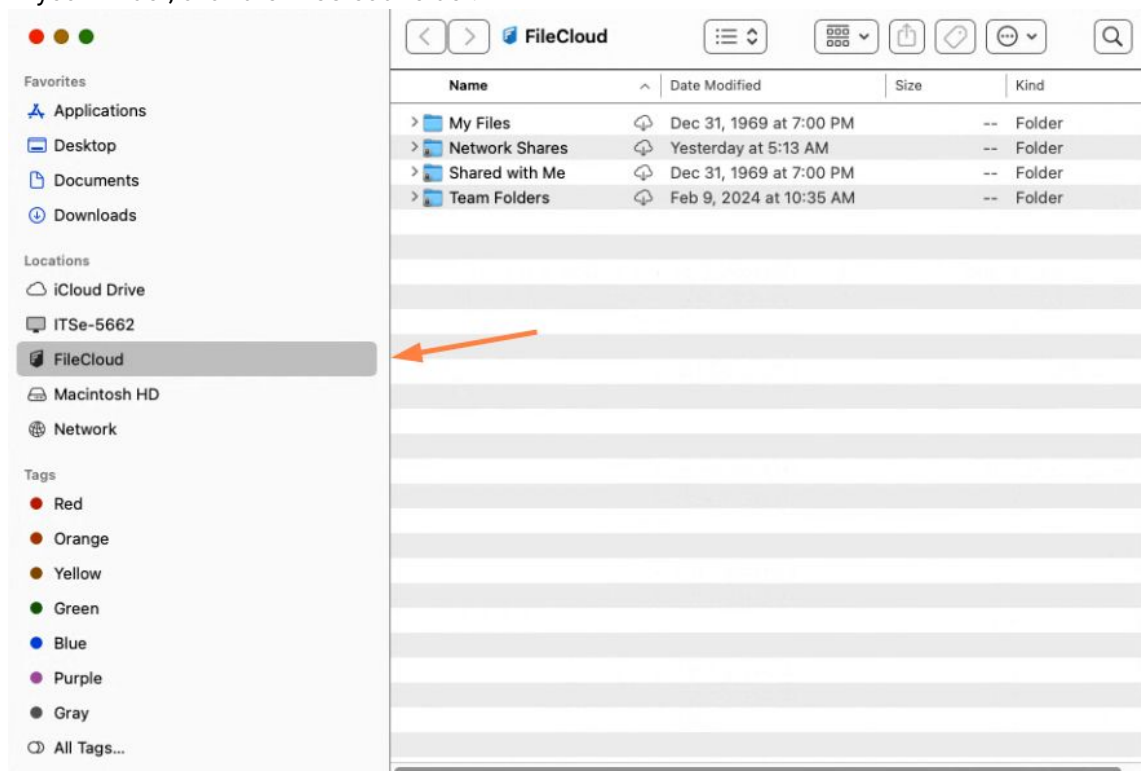 FileCloud
Favorites
Applications
Desktop
Documents
Downloads
Locations
iCloud Drive
ITSe-5662
FileCloud
Macintosh HD
Network
Tags
Red
Orange
Yellow
Green
Blue
Purple
Gray
All Tags...
Name Date Modified Size Kind
My Files Dec 31, 1969 at 7:00 PM -- Folder
Network Shares Yesterday at 5:13 AM -- Folder
Shared with Me Dec 31, 1969 at 7:00 PM -- Folder
Team Folders Feb 9, 2024 at 10:35 AM -- Folder